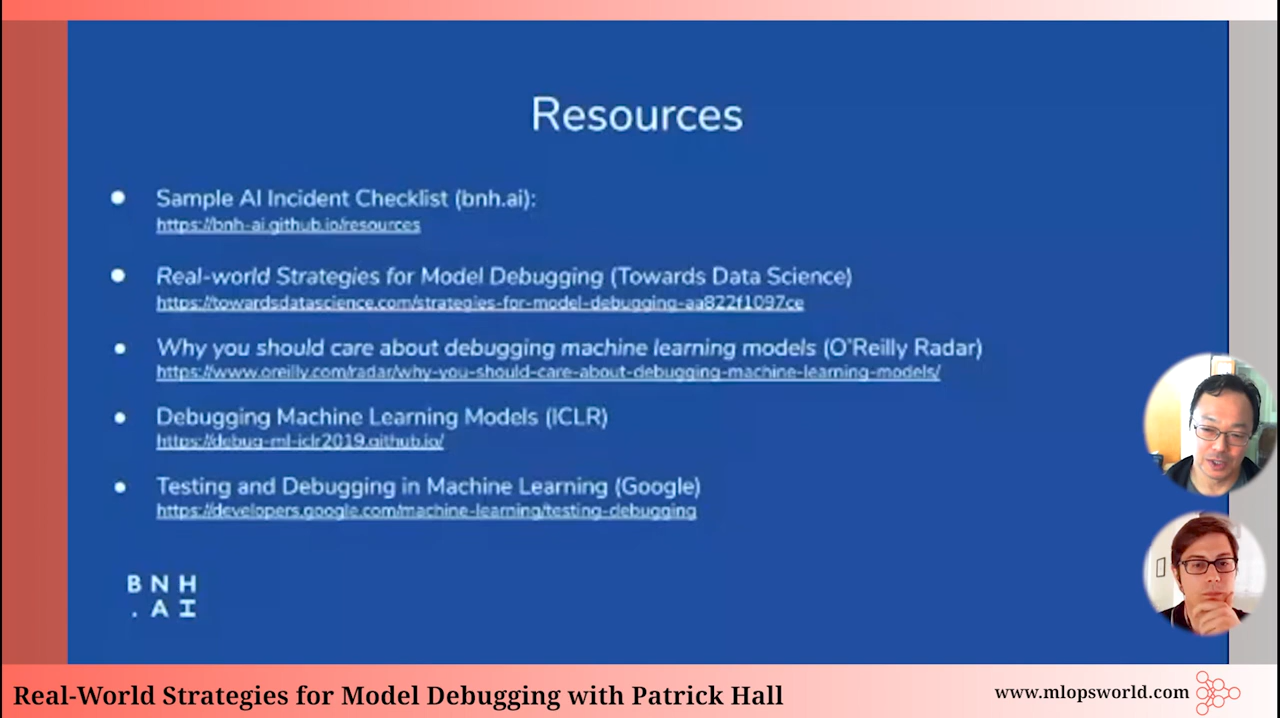 Resources
Sample AI Incident Checklist (bnh.ai):
https://bnh-ai.github.io/resources
Real-world Strategies for Model Debugging (Towards Data Science)
https://towardsdatascience.com/strategies-for-model-debugging-aa822f1097ce
Why you should care about debugging machine learning models (O'Reilly Radar)
https://www.oreilly.com/radar/why-you-should-care-about-debugging-machine-learning-models/
Debugging Machine Learning Models (ICLR)
https://debug-ml-iclr2019.github.io/
Testing and Debugging in Machine Learning (Google)
https://developers.google.com/machine-learning/testing-debugging
BNH
.AI
Real-World Strategies for Model Debugging with Patrick Hall
www.mlopsworld.com